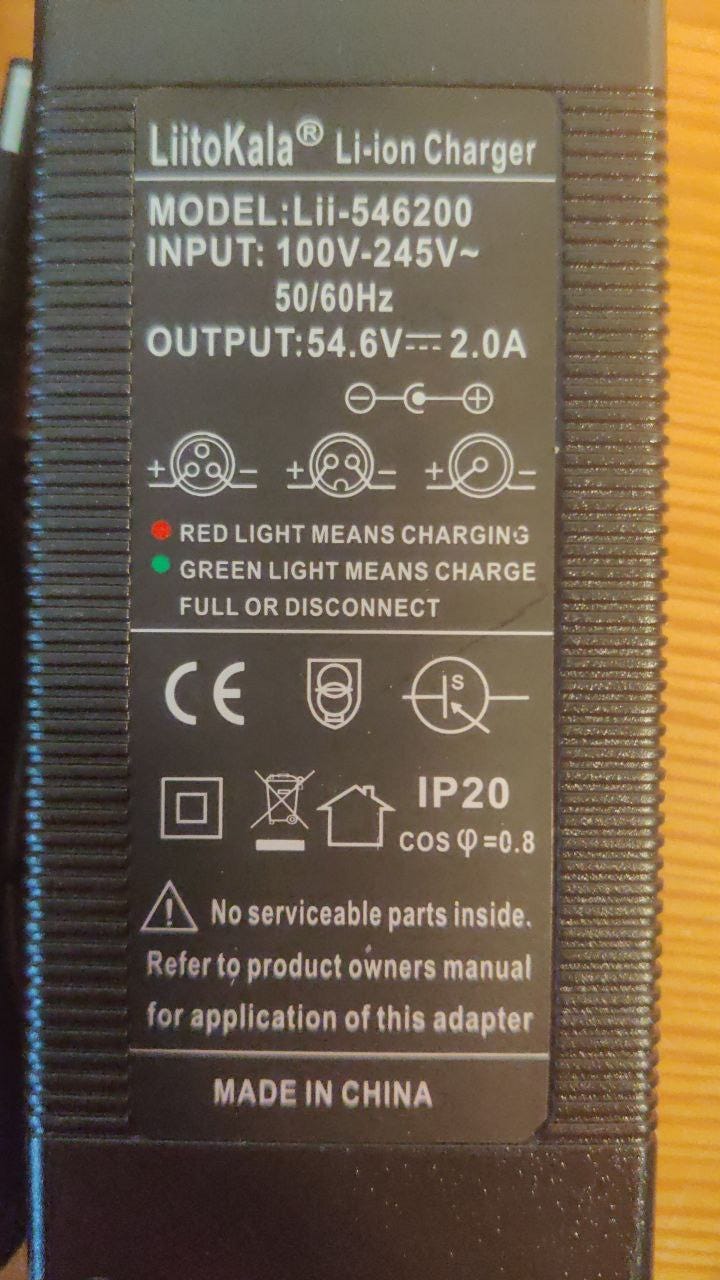 LiitoKala® Li-ion Charger
MODEL:Lii-546200
INPUT: 100V-245V~
50/60Hz
OUTPUT:54.6V⎓2.0A
+ -
+ - + - + -
RED LIGHT MEANS CHARGING
GREEN LIGHT MEANS CHARGE
FULL OR DISCONNECT
CE
S
IP20
cos φ=0.8
No serviceable parts inside.
Refer to product owners manual
for application of this adapter
MADE IN CHINA